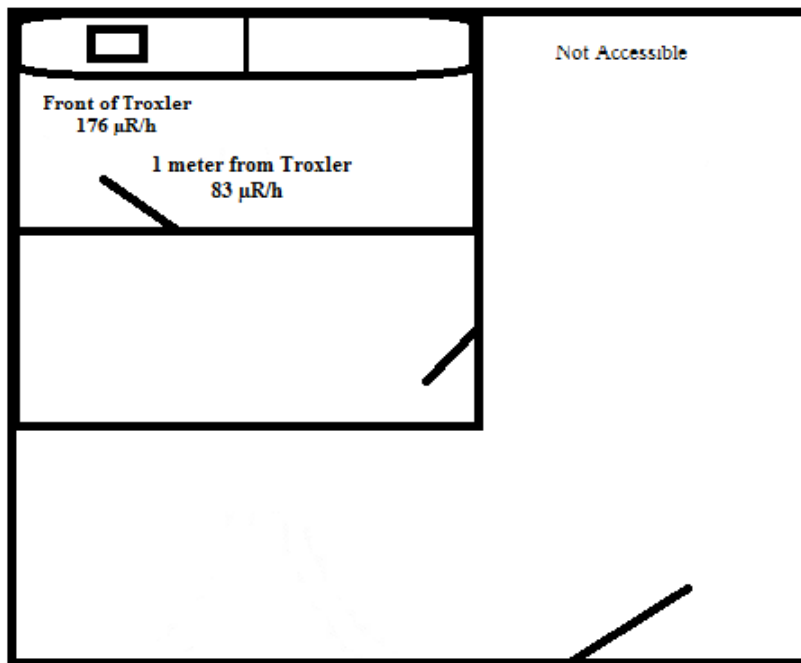 Not Accessible
Front of Troxler
176 µR/h
1 meter from Troxler
83 µR/h